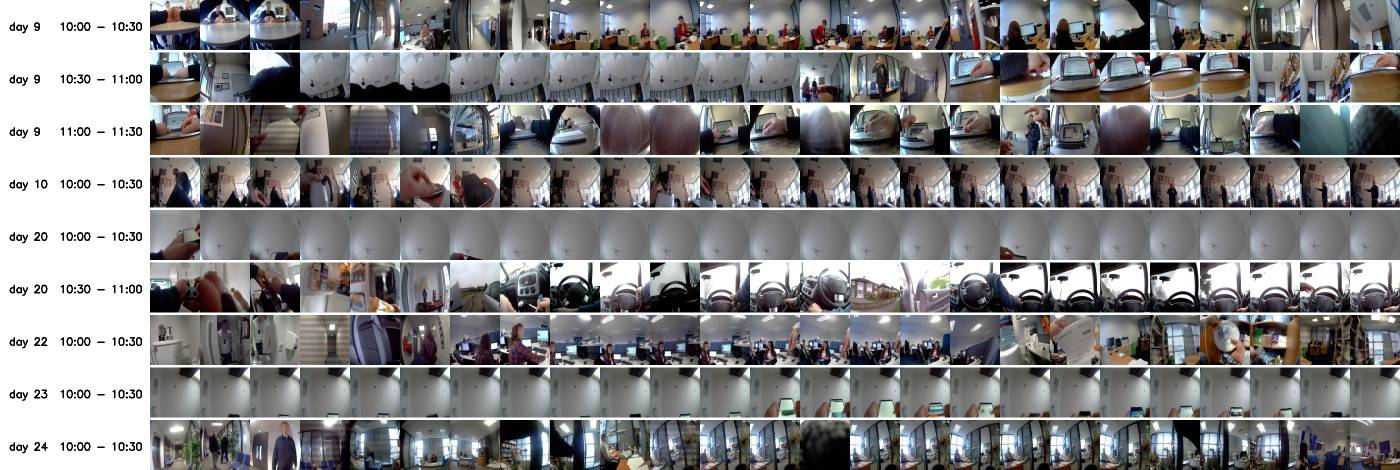 day 9 10:00 – 10:30
day 9 10:30 – 11:00
day 9 11:00 – 11:30
day 10 10:00 – 10:30
day 20 10:00 – 10:30
day 20 10:30 – 11:00
day 22 10:00 – 10:30
day 23 10:00 – 10:30
day 24 10:00 – 10:30